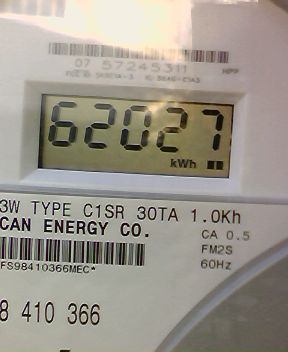 07 57245311
62027
kWh
3W TYPE C1SR 30TA 1.0Kh
CAN ENERGY CO.
CA 0.5
FM2S
60Hz
FS98410366MEC*
8 410 366